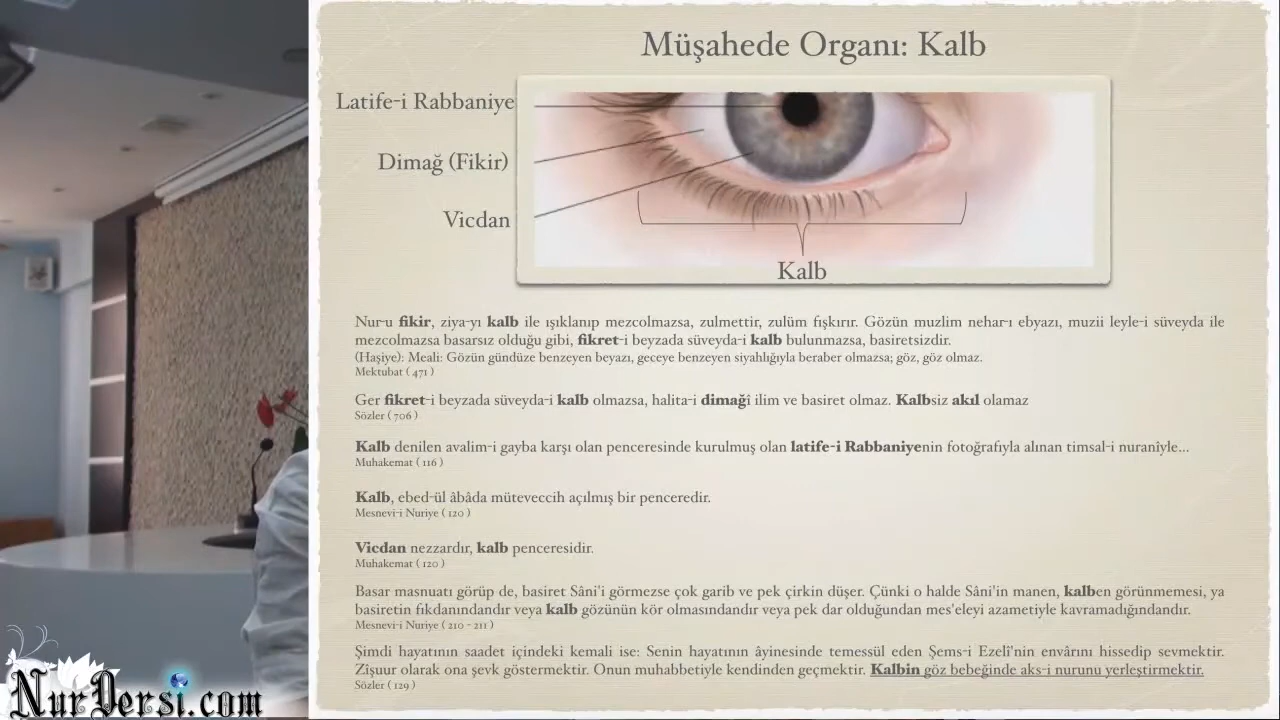 Müşahede Organı: Kalb
Latife-i Rabbaniye
Dimağ (Fikir)
Vicdan
Kalb
Nur-u fikir, ziya-yı kalb ile ışıklanıp mezcolmazsa, zulmettir, zulüm fışkırır. Gözün muzlim nehar-ı ebyazı, muzii leyle-i süveyda ile
mezcolmazsa basarsız olduğu gibi, fikret-i beyzada süveyda-i kalb bulunmazsa, basiretsizdir.
(Haşiye): Meali: Gözün gündüze benzeyen beyazı, geceye benzeyen siyahlığıyla beraber olmazsa; göz, göz olmaz.
Mektubat ( 471 )
Ger fikret-i beyzada süveyda-i kalb olmazsa, halita-i dimağî ilim ve basiret olmaz. Kalbsiz akıl olamaz
Sözler ( 706 )
Kalb denilen avalim-i gayba karşı olan penceresinde kurulmuş olan latife-i Rabbaniyenin fotoğrafıyla alınan timsal-i nuranîyle...
Muhakemat ( 116 )
Kalb, ebed-ül âbâda müteveccih açılmış bir penceredir.
Mesnevi-i Nuriye ( 120 )
Vicdan nezzardır, kalb penceresidir.
Muhakemat ( 120 )
Basar masnuatı görüp de, basiret Sâni'i görmezse çok garib ve pek çirkin düşer. Çünki o halde Sâni'in manen, kalben görünmemesi, ya
basiretin fıkdanındandır veya kalb gözünün kör olmasındandır veya pek dar olduğundan mes'eleyi azametiyle kavramadığındandır.
Mesnevi-i Nuriye ( 210 - 211 )
Şimdi hayatının saadet içindeki kemali ise: Senin hayatının âyinesinde temessül eden Şems-i Ezelî'nin envârını hissedip sevmektir.
Zîşuur olarak ona şevk göstermektir. Onun muhabbetiyle kendinden geçmektir. Kalbin göz bebeğinde aks-i nurunu yerleştirmektir.
Sözler ( 129 )
NurDersi.com